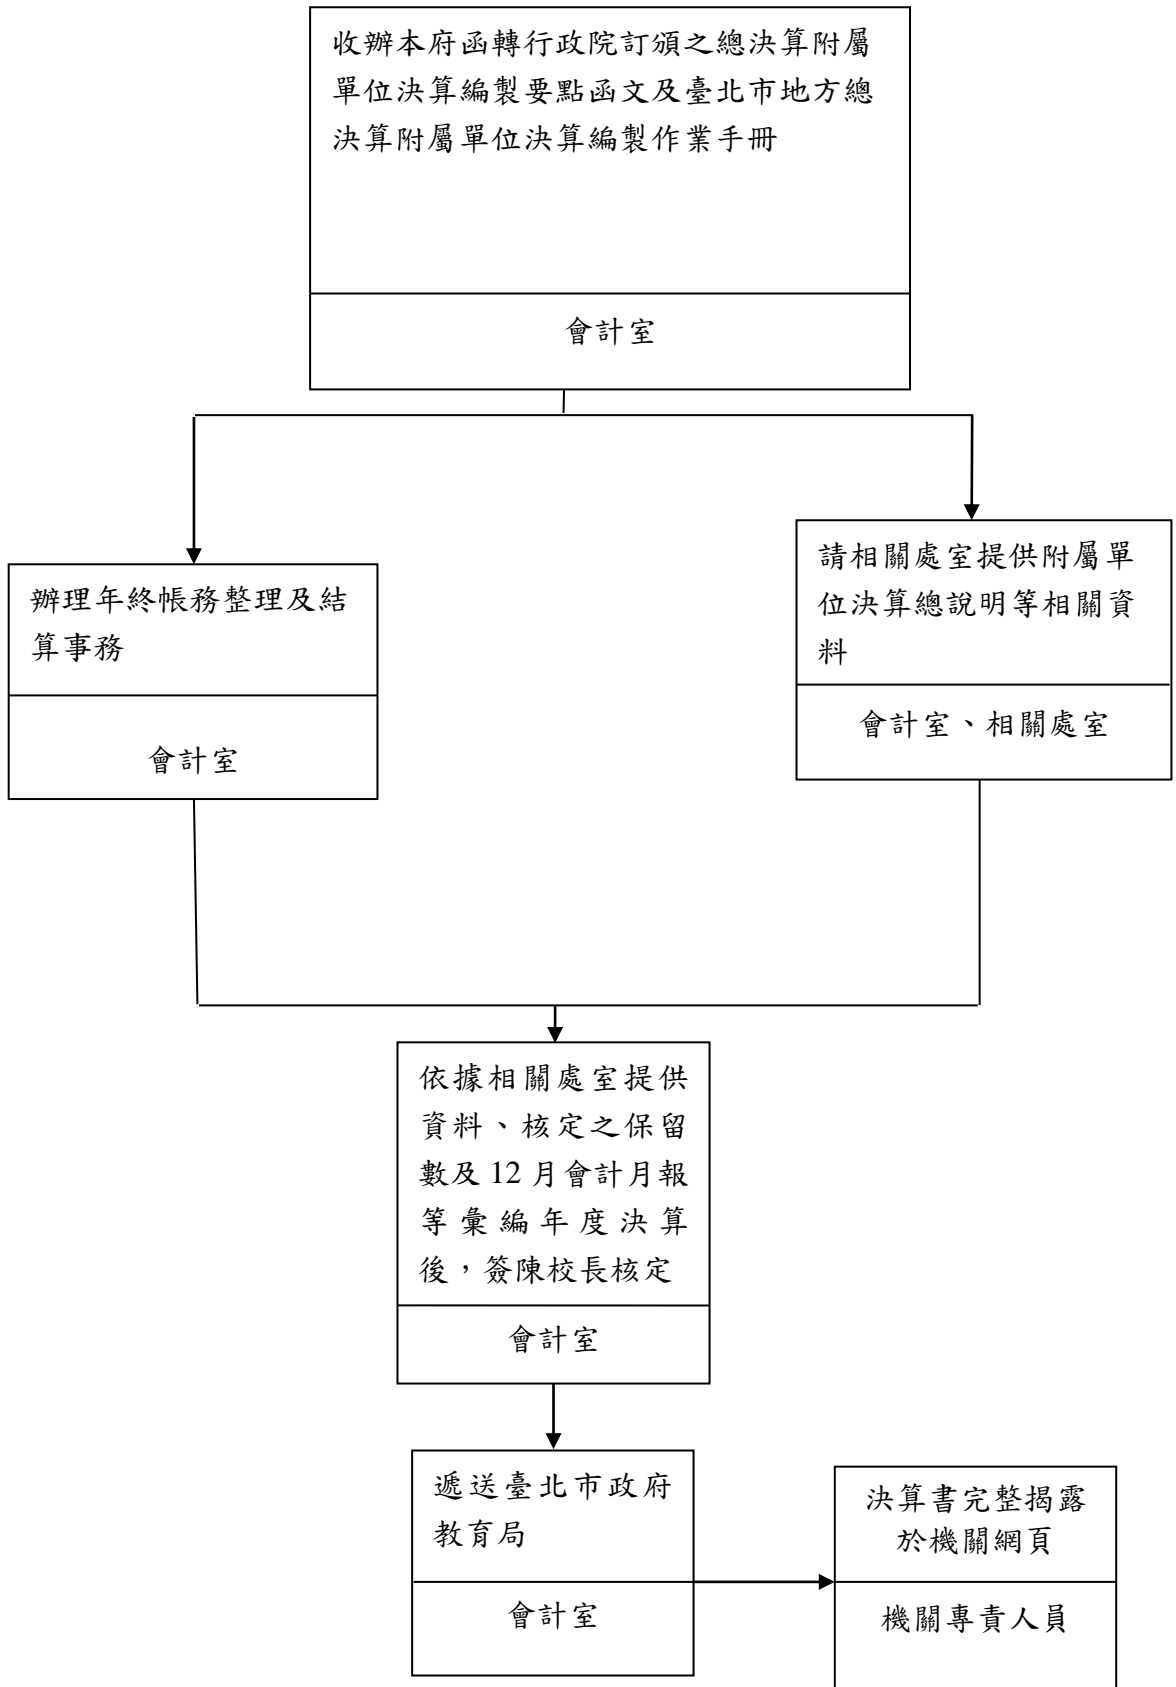 收辦本府函轉行政院訂頒之總決算附屬
單位決算編製要點函文及臺北市地方總
決算附屬單位決算編製作業手冊
會計室
辦理年終帳務整理及結
算事務
會計室
請相關處室提供附屬單
位決算總說明等相關資
料
會計室、相關處室
依據相關處室提供
資料、核定之保留
數及12月會計月報
等彙編年度決算
後，簽陳校長核定
會計室
遞送臺北市政府
教育局
會計室
決算書完整揭露
於機關網頁
機關專責人員